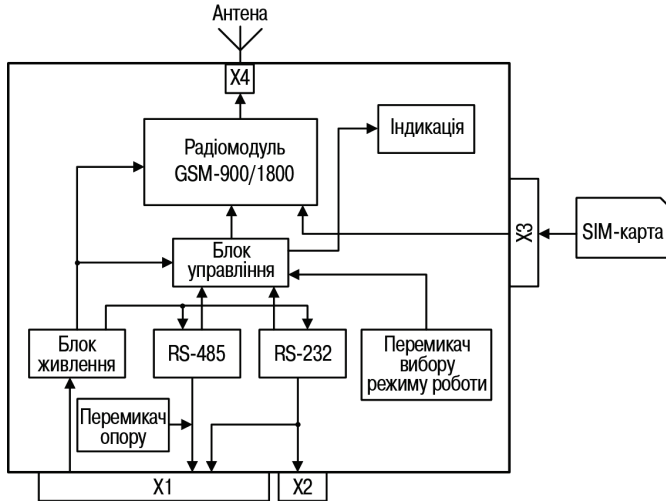 Антена
X4
Радіомодуль
GSM-900/1800
Індикація
X3
SIM-карта
Блок
управління
Блок
живлення
RS-485
RS-232
Перемикач
вибору
режиму роботи
Перемикач
опору
X1
X2